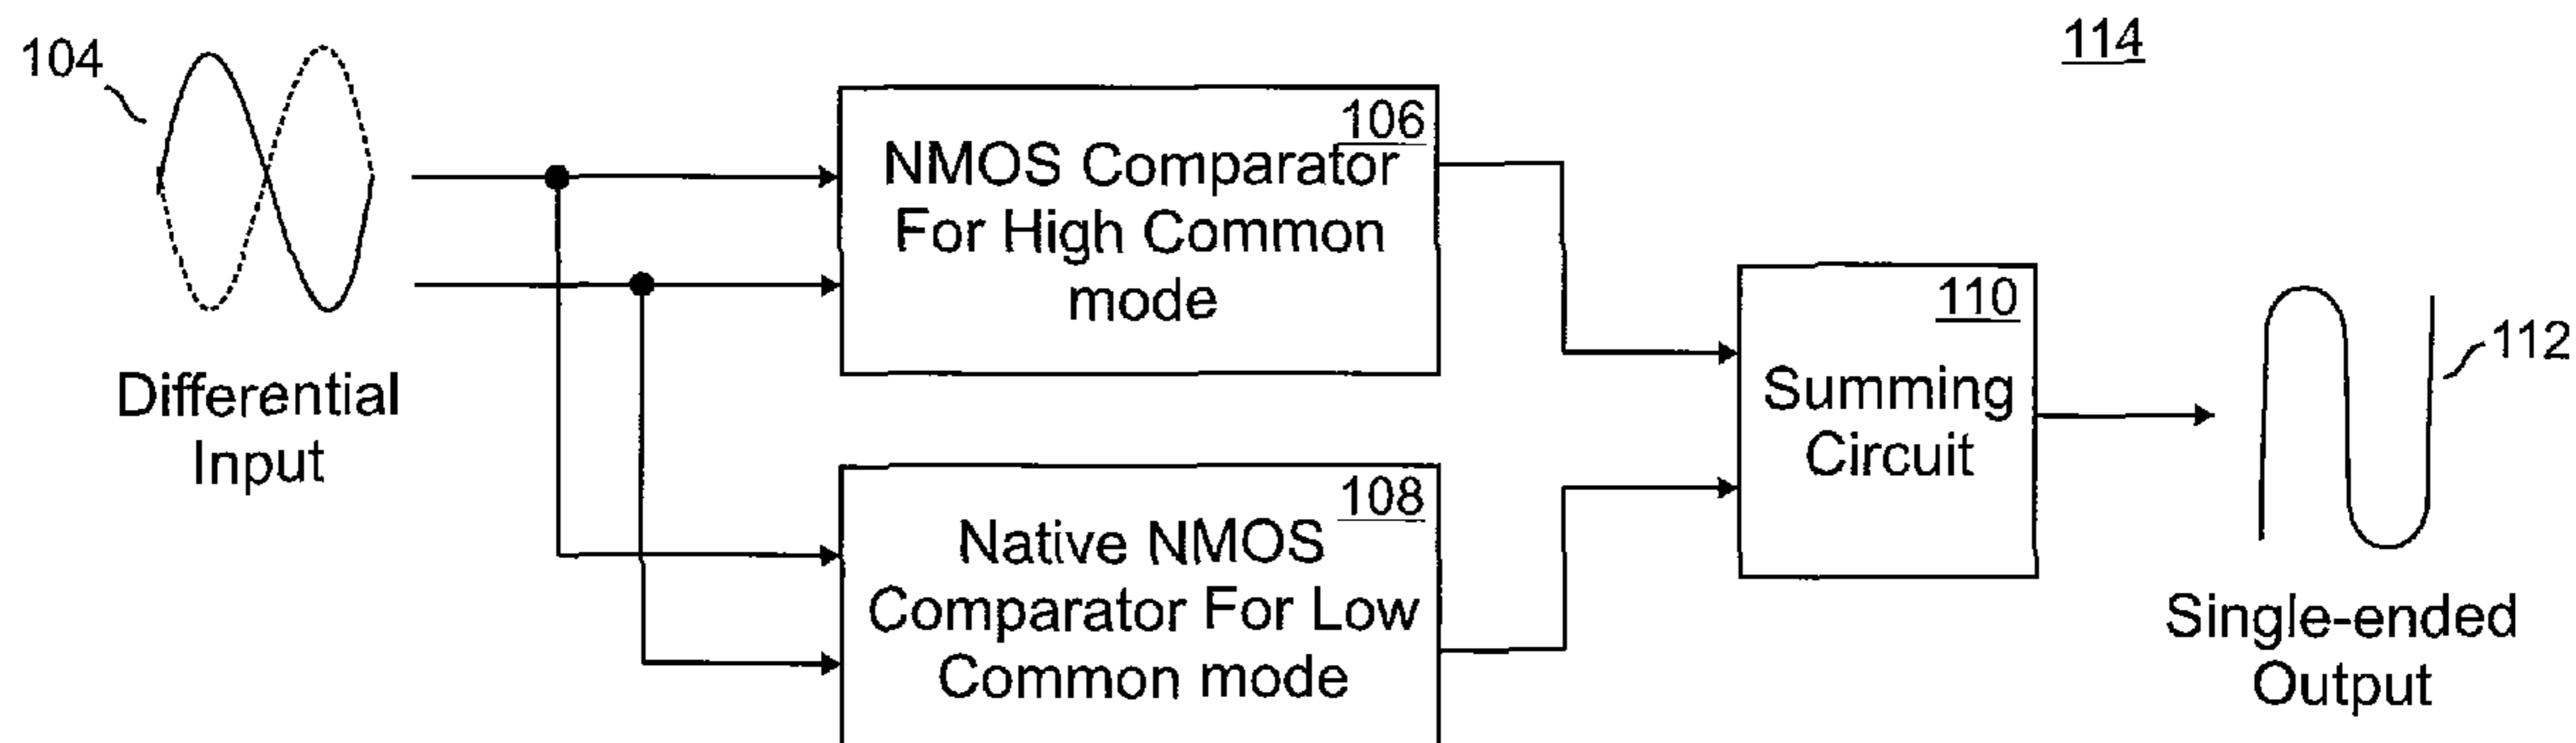 114
104
106
NMOS Comparator
For High Common
mode
Differential
Input
110
Summing
Circuit
112
Single-ended
Output
108
Native NMOS
Comparator For Low
Common mode